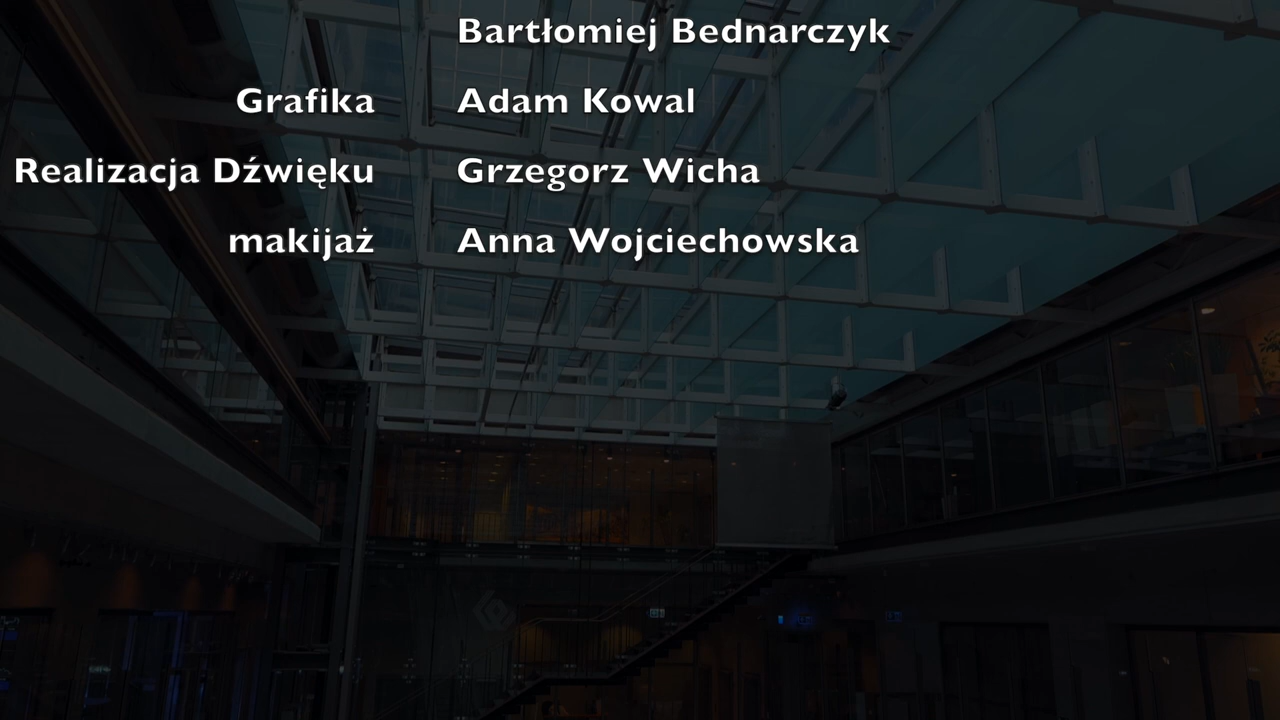 Bartłomiej Bednarczyk
Grafika Adam Kowal
Realizacja Dźwięku Grzegorz Wicha
makijaż Anna Wojciechowska